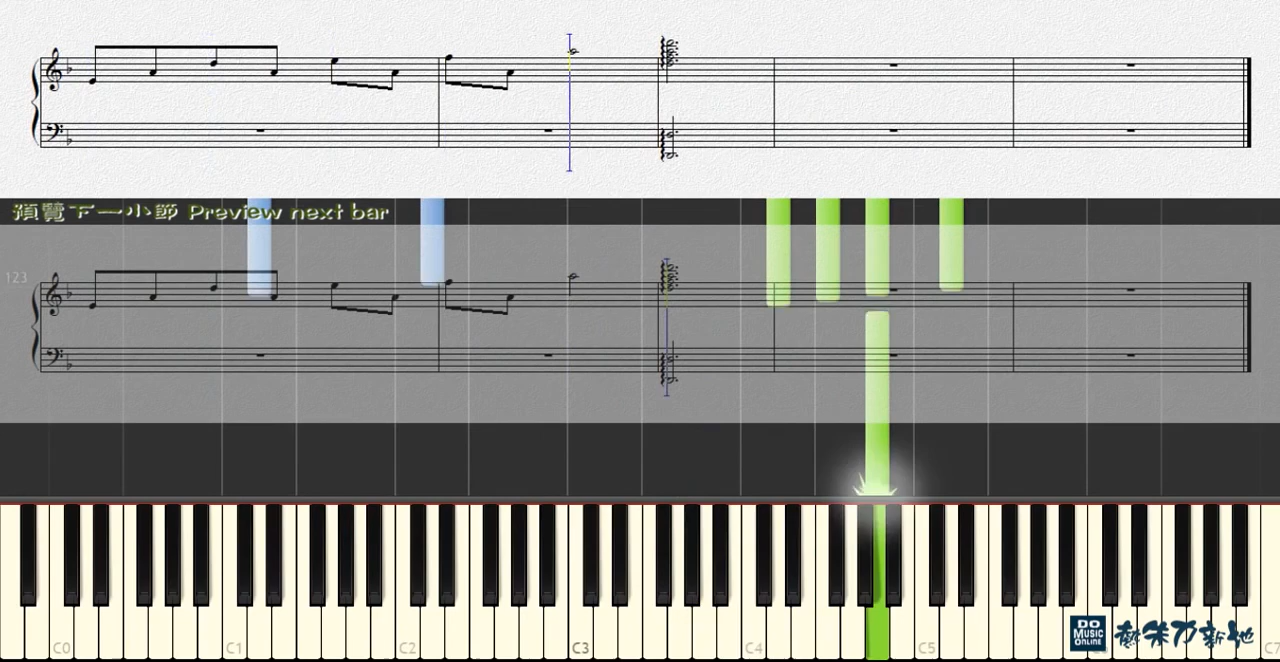 預覽下一小節 Preview next bar
123
C0 C1 C2 C3 C4 C5 C7
DO
MUSIC
ONLINE